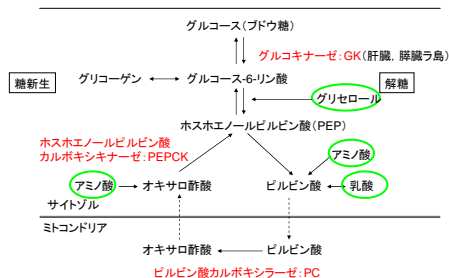 グルコース(ブドウ糖)
グルコキナーゼ:GK(肝臓, 膵臓ラ島)
糖新生
グリコーゲン
グルコース-6-リン酸
解糖
グリセロール
ホスホエノールピルビン酸(PEP)
ホスホエノールピルビン酸
カルボキシキナーゼ:PEPCK
アミノ酸
アミノ酸
オキサロ酢酸
ピルビン酸
乳酸
サイトゾル
ミトコンドリア
オキサロ酢酸
ピルビン酸
ピルビン酸カルボキシラーゼ:PC